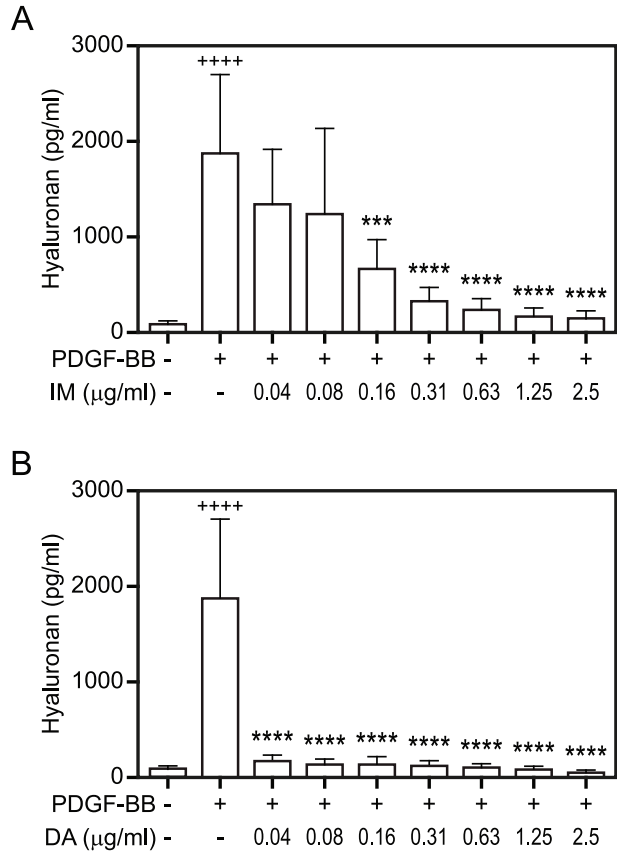 A
3000
++++
2000
Hyaluronan (pg/ml)
***
1000
**** **** **** ****
0
PDGF-BB - + + + + + + + +
IM (μg/ml) - - 0.04 0.08 0.16 0.31 0.63 1.25 2.5
B
3000
++++
2000
Hyaluronan (pg/ml)
1000
**** **** **** **** **** **** ****
0
PDGF-BB - + + + + + + + +
DA (μg/ml) - - 0.04 0.08 0.16 0.31 0.63 1.25 2.5